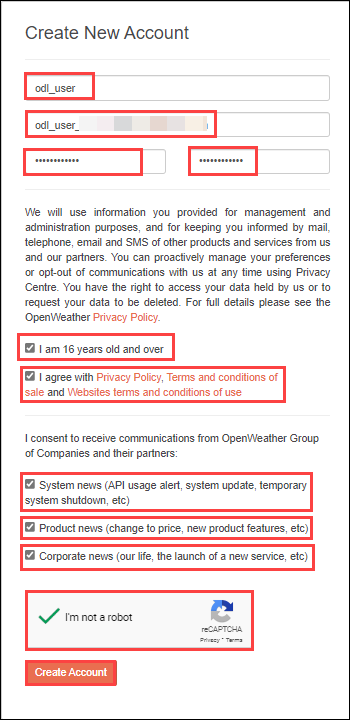 Create New Account
odl_user
odl_user_
•••••••••••• ••••••••••••
We will use information you provided for management and
administration purposes, and for keeping you informed by mail,
telephone, email and SMS of other products and services from us
and our partners. You can proactively manage your preferences
or opt-out of communications with us at any time using Privacy
Centre. You have the right to access your data held by us or to
request your data to be deleted. For full details please see the
OpenWeather Privacy Policy.
I am 16 years old and over
I agree with Privacy Policy, Terms and conditions of
sale and Websites terms and conditions of use
I consent to receive communications from OpenWeather Group
of Companies and their partners:
System news (API usage alert, system update, temporary
system shutdown, etc)
Product news (change to price, new product features, etc)
Corporate news (our life, the launch of a new service, etc)
I'm not a robot
reCAPTCHA
Privacy - Terms
Create Account